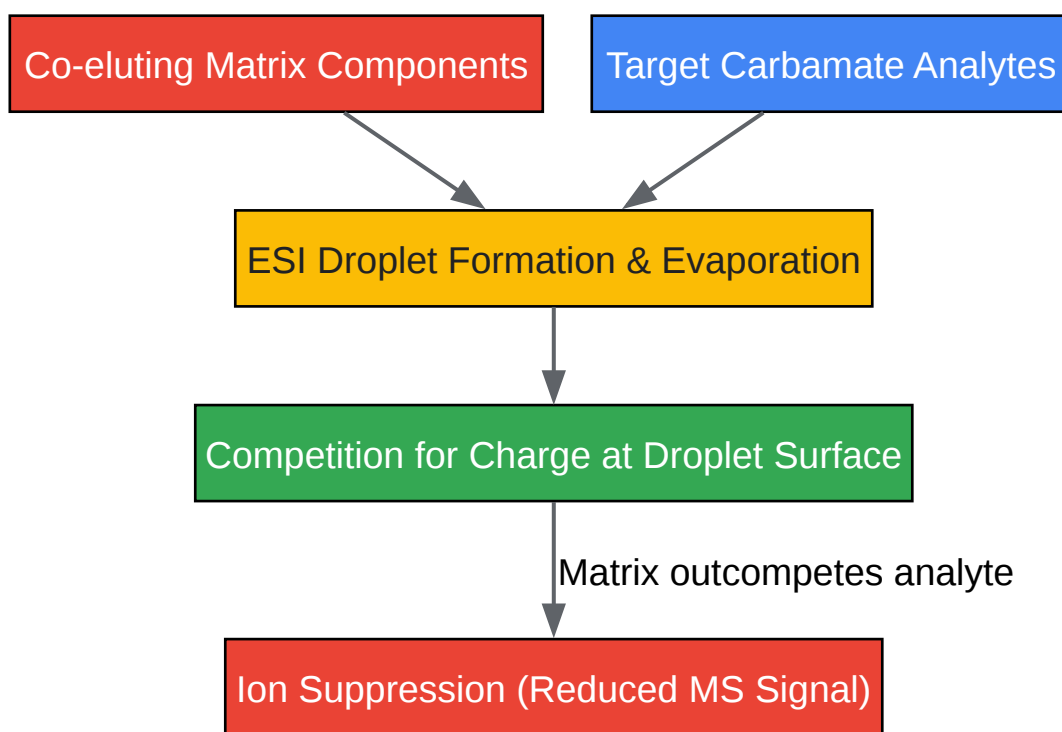 Co-eluting Matrix Components
Target Carbamate Analytes
ESI Droplet Formation & Evaporation
Competition for Charge at Droplet Surface
Matrix outcompetes analyte
Ion Suppression (Reduced MS Signal)